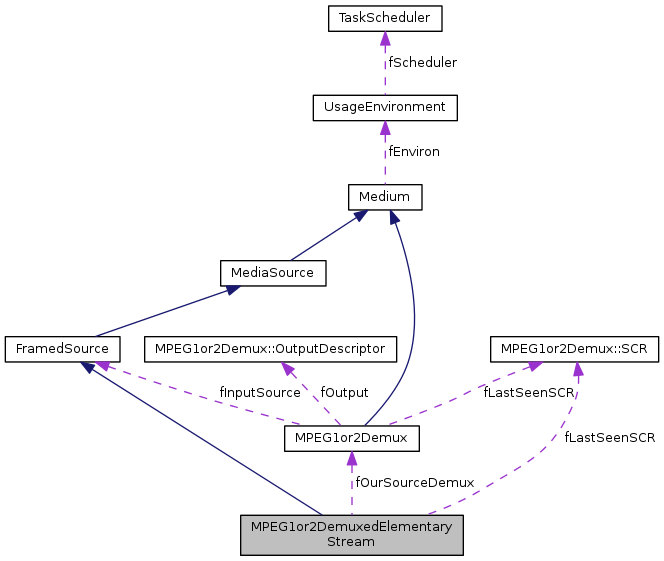 TaskScheduler
fScheduler
UsageEnvironment
fEnviron
Medium
MediaSource
FramedSource
MPEG1or2Demux::OutputDescriptor
MPEG1or2Demux::SCR
fInputSource
fOutput
fLastSeenSCR
MPEG1or2Demux
fLastSeenSCR
fOurSourceDemux
MPEG1or2DemuxedElementary
Stream